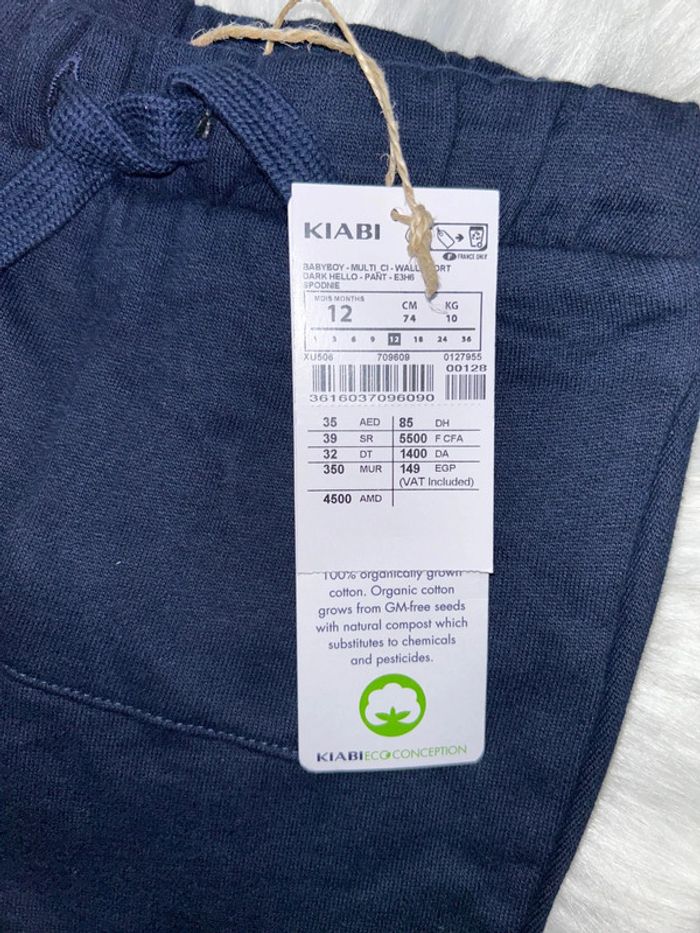 KIABI
FRANCE ONLY
BABYBOY - MULTI_CI - WALL
ORT
DARK HELLO - PANT - E3H6
SPODNIE
MOIS MONTHS
12
CM
74
KG
10
1 3 6 9 12 18 24 36
XU506 709609 0127955
00128
3616037096090
35 AED 85 DH
39 SR 5500 F CFA
32 DT 1400 DA
350 MUR 149 EGP
(VAT Included)
4500 AMD
100% organically grown
cotton. Organic cotton
grows from GM-free seeds
with natural compost which
substitutes to chemicals
and pesticides.
KIABI ECO CONCEPTION